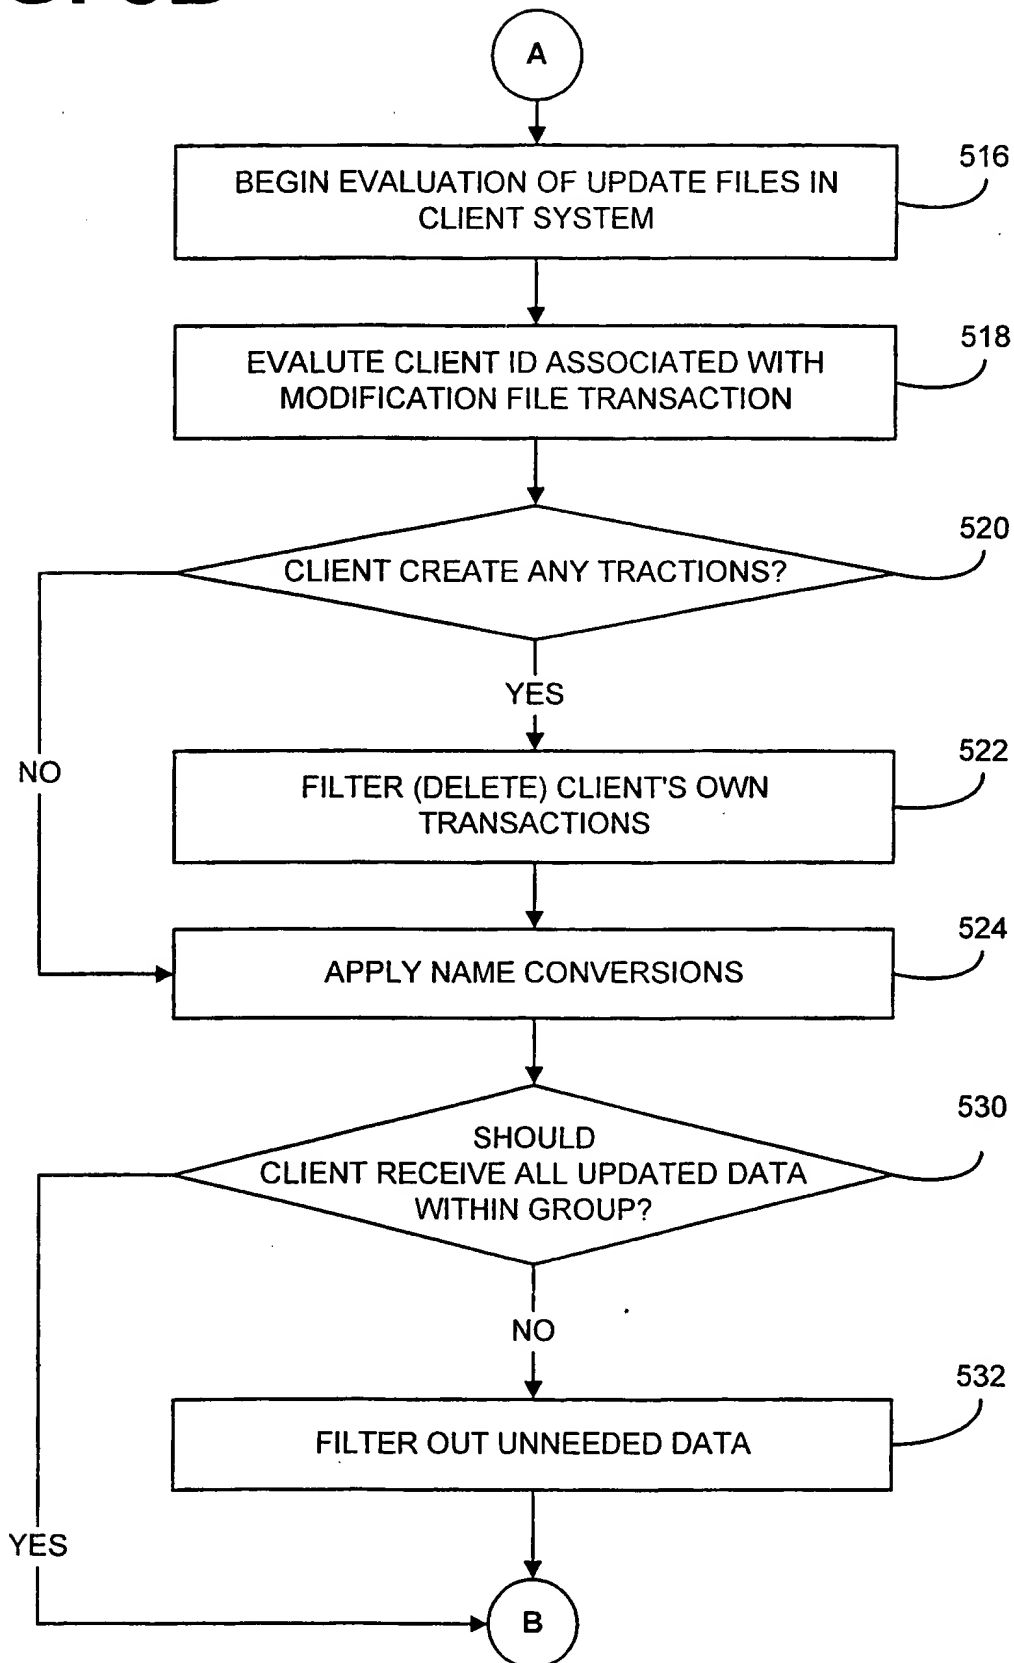 A
BEGIN EVALUATION OF UPDATE FILES IN
CLIENT SYSTEM
516
EVALUTE CLIENT ID ASSOCIATED WITH
MODIFICATION FILE TRANSACTION
518
CLIENT CREATE ANY TRACTIONS?
520
YES
NO
FILTER (DELETE) CLIENT'S OWN
TRANSACTIONS
522
APPLY NAME CONVERSIONS
524
SHOULD
CLIENT RECEIVE ALL UPDATED DATA
WITHIN GROUP?
530
NO
FILTER OUT UNNEEDED DATA
532
YES
B